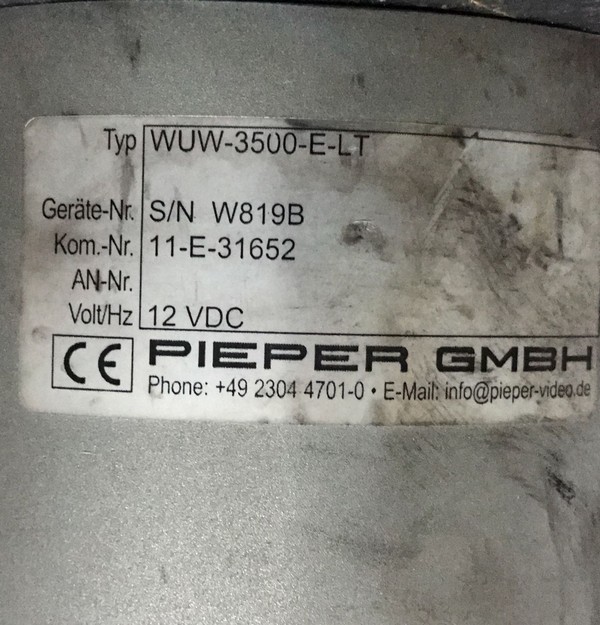 Typ WUW-3500-E-LT
Geräte-Nr. S/N W819B
Kom.-Nr. 11-E-31652
AN-Nr.
Volt/Hz 12 VDC
CE PIEPER GMBH
Phone: +49 2304 4701-0 • E-Mail: info@pieper-video.de